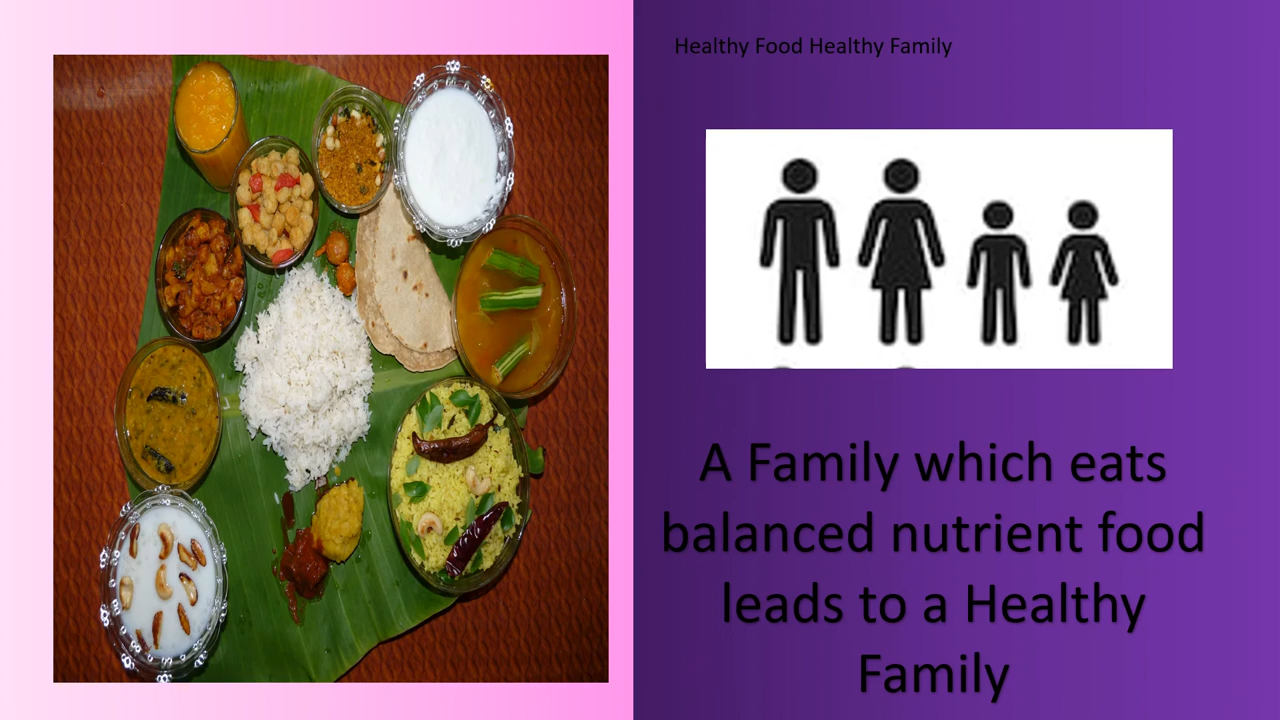 Healthy Food Healthy Family
A Family which eats
balanced nutrient food
leads to a Healthy
Family